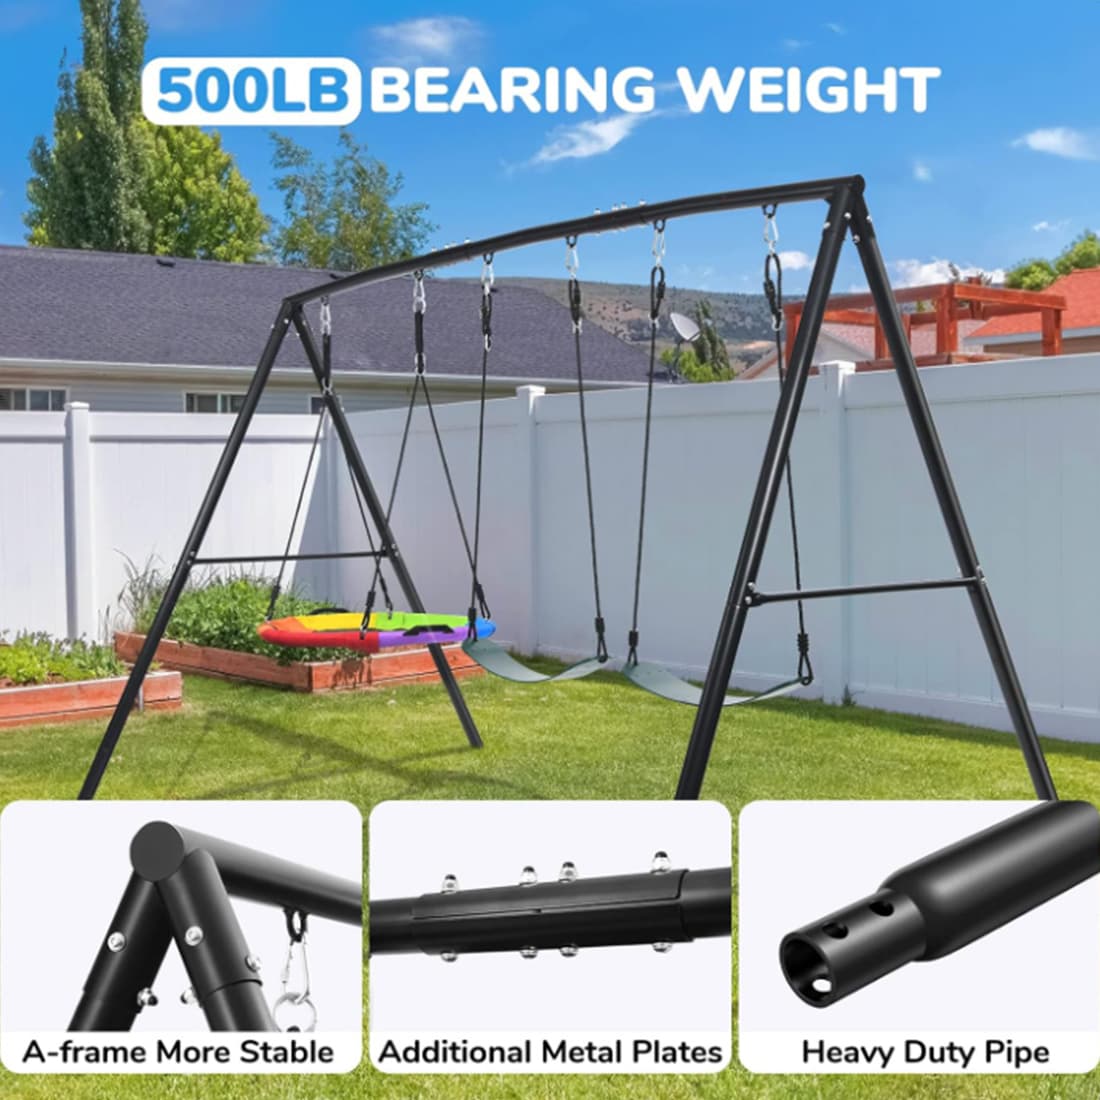 500LB BEARING WEIGHT
A-frame More Stable
Additional Metal Plates
Heavy Duty Pipe